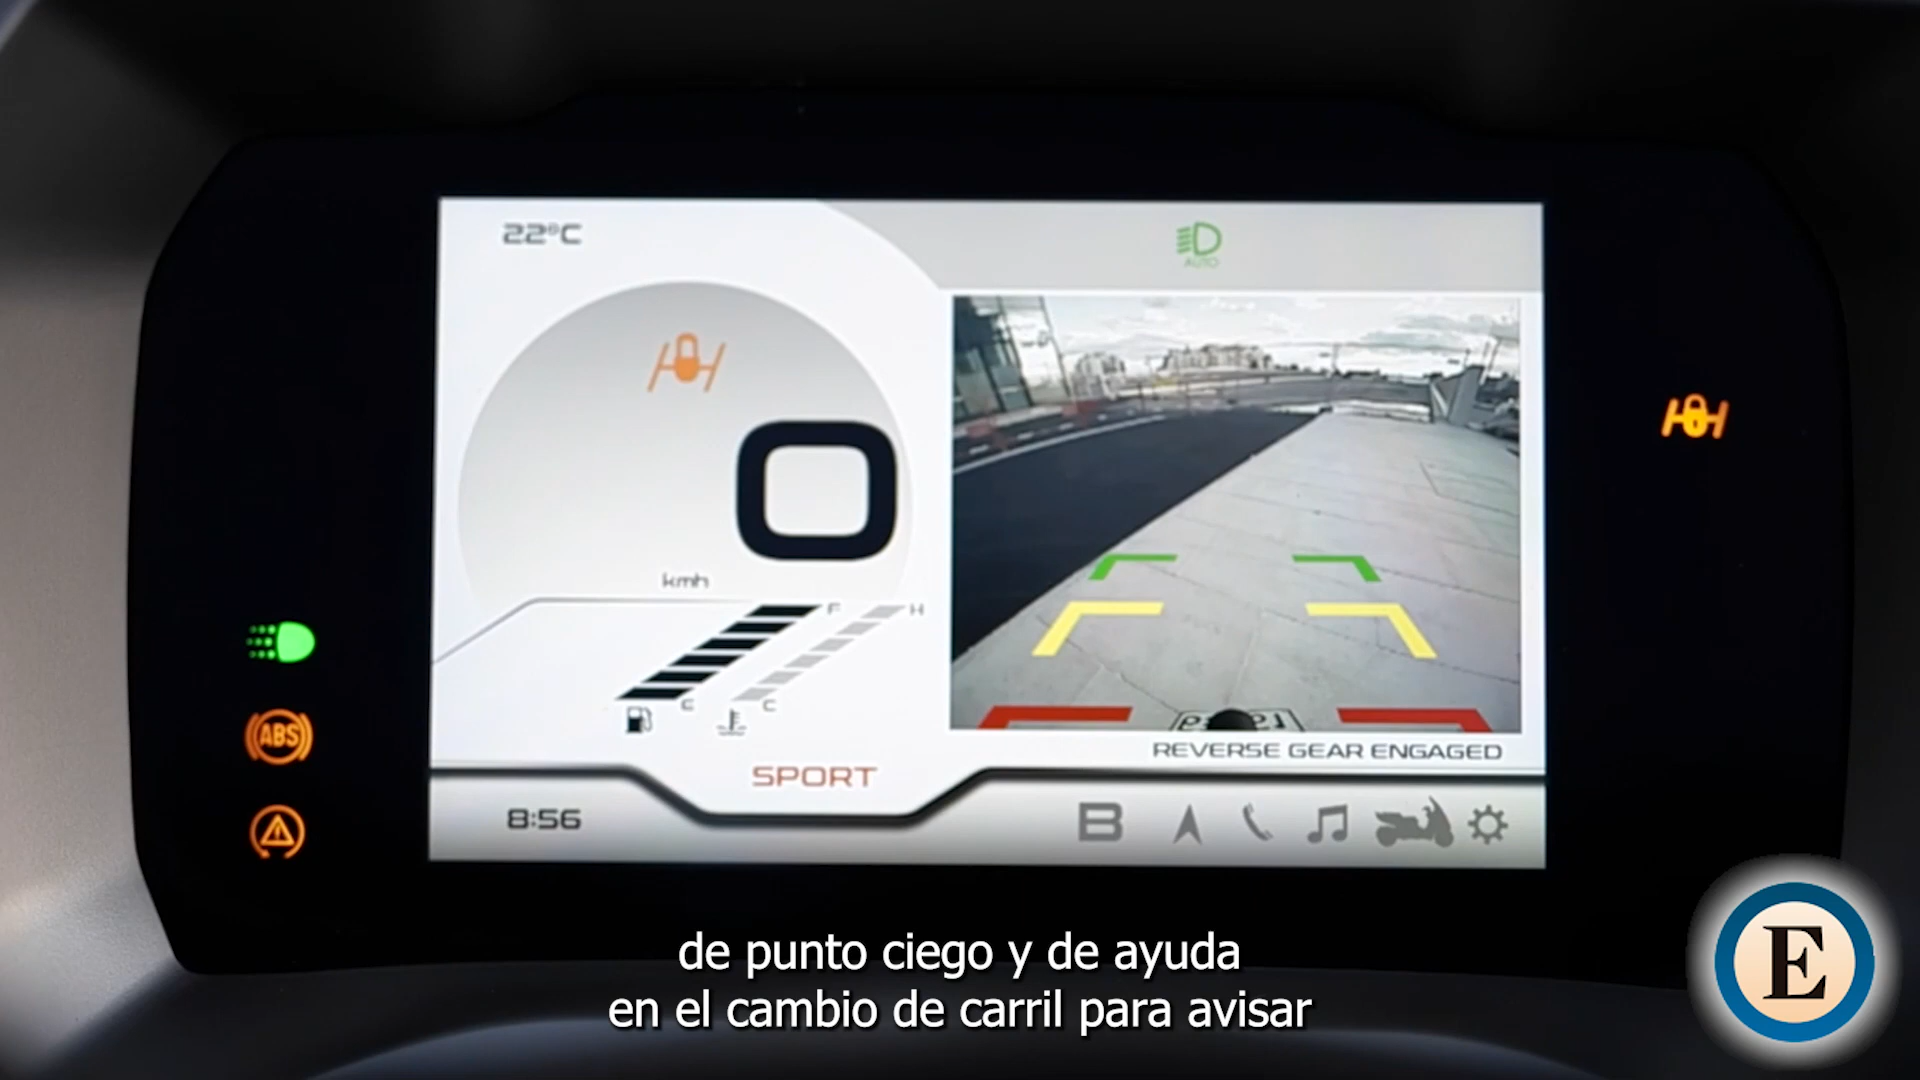 22°C
AUTO
0
kmh
F
H
C
C
REVERSE GEAR ENGAGED
SPORT
8:56
B
ABS
de punto ciego y de ayuda
en el cambio de carril para avisar
E